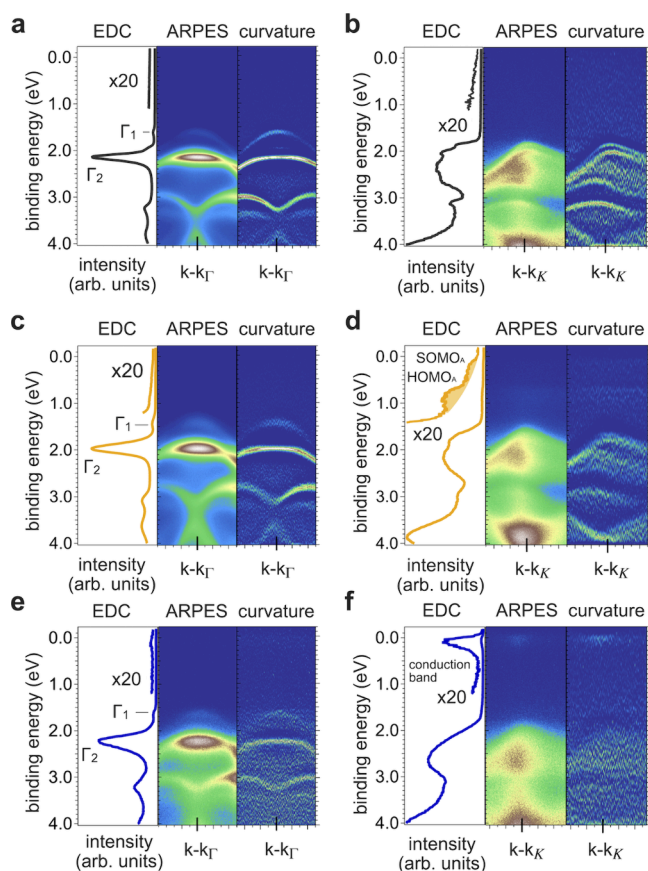 a
EDC ARPES curvature
binding energy (eV)
0.0
1.0
2.0
3.0
4.0
x20
Γ1
Γ2
intensity
(arb. units)
k-kΓ k-kΓ
b
EDC ARPES curvature
binding energy (eV)
0.0
1.0
2.0
3.0
4.0
x20
intensity
(arb. units)
k-kK k-kK
c
EDC ARPES curvature
binding energy (eV)
0.0
1.0
2.0
3.0
4.0
x20
Γ1
Γ2
intensity
(arb. units)
k-kΓ k-kΓ
d
EDC ARPES curvature
binding energy (eV)
0.0
1.0
2.0
3.0
4.0
SOMOA
HOMOA
x20
intensity
(arb. units)
k-kK k-kK
e
EDC ARPES curvature
binding energy (eV)
0.0
1.0
2.0
3.0
4.0
x20
Γ1
Γ2
intensity
(arb. units)
k-kΓ k-kΓ
f
EDC ARPES curvature
binding energy (eV)
0.0
1.0
2.0
3.0
4.0
conduction
band
x20
intensity
(arb. units)
k-kK k-kK